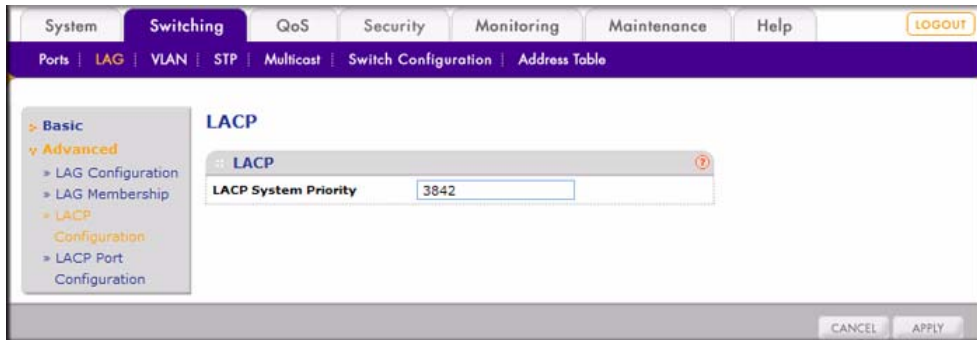 System Switching QoS Security Monitoring Maintenance Help LOGOUT
Ports LAG VLAN STP Multicast Switch Configuration Address Table
Basic
Advanced
» LAG Configuration
» LAG Membership
» LACP
Configuration
» LACP Port
Configuration
LACP
LACP
LACP System Priority 3842
CANCEL APPLY